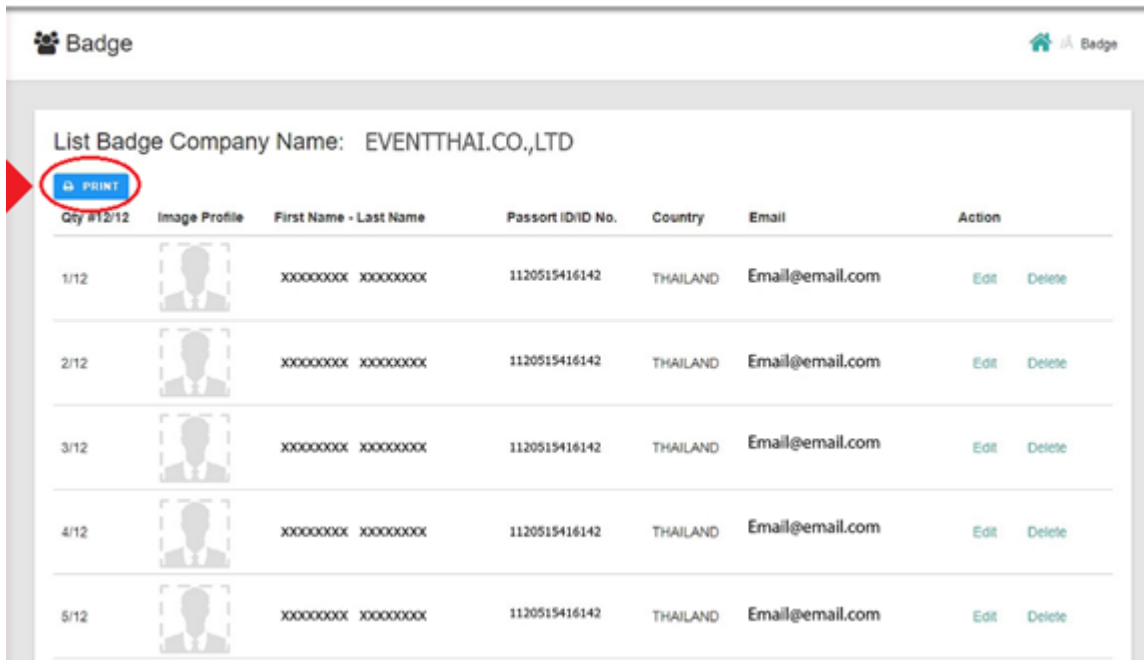 Badge
/Â Badge
List Badge Company Name: EVENTTHAI.CO.,LTD
PRINT
Qty #12/12 Image Profile First Name - Last Name Passort ID/ID No. Country Email Action
1/12 XXXXXXXX XXXXXXXX 1120515416142 THAILAND Email@email.com Edit Delete
2/12 XXXXXXXX XXXXXXXX 1120515416142 THAILAND Email@email.com Edit Delete
3/12 XXXXXXXX XXXXXXXX 1120515416142 THAILAND Email@email.com Edit Delete
4/12 XXXXXXXX XXXXXXXX 1120515416142 THAILAND Email@email.com Edit Delete
5/12 XXXXXXXX XXXXXXXX 1120515416142 THAILAND Email@email.com Edit Delete